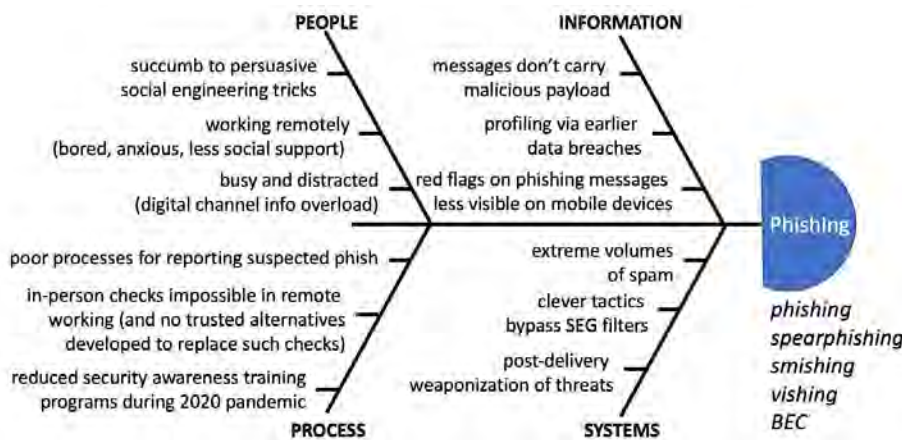 PEOPLE
succumb to persuasive
social engineering tricks
working remotely
(bored, anxious, less social support)
busy and distracted
(digital channel info overload)
INFORMATION
messages don't carry
malicious payload
profiling via earlier
data breaches
red flags on phishing messages
less visible on mobile devices
poor processes for reporting suspected phish
in-person checks impossible in remote
working (and no trusted alternatives
developed to replace such checks)
reduced security awareness training
programs during 2020 pandemic
PROCESS
extreme volumes
of spam
clever tactics
bypass SEG filters
post-delivery
weaponization of threats
SYSTEMS
Phishing
phishing
spearphishing
smishing
vishing
BEC